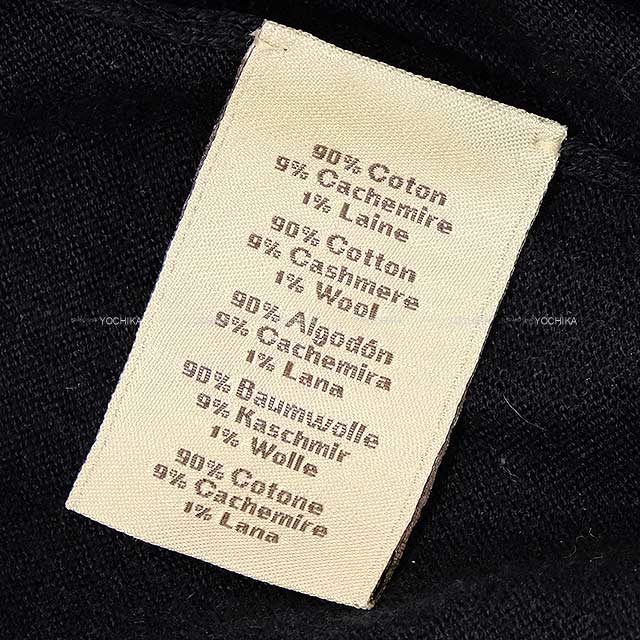 90% Coton
9% Cachemire
1% Laine
90% Cotton
9% Cashmere
1% Wool
90% Algodón
9% Cachemira
1% Lana
90% Baumwolle
9% Kaschmir
1% Wolle
90% Cotone
9% Cachemire
1% Lana
YOCHIKA
YOCHIKA